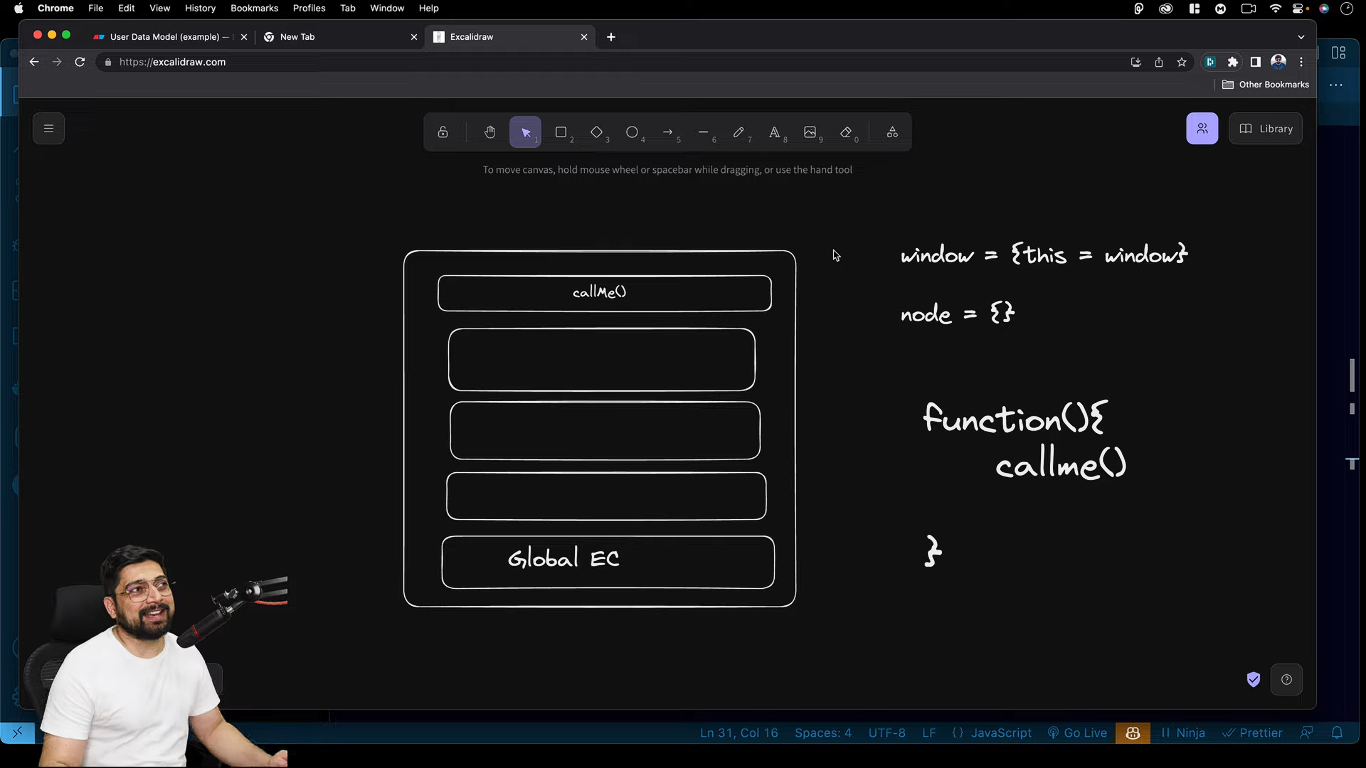 Chrome File Edit View History Bookmarks Profiles Tab Window Help
User Data Model (example) —
New Tab
Excalidraw
https://excalidraw.com
Other Bookmarks
1 2 3 4 5 6 7 8 9 0
Library
To move canvas, hold mouse wheel or spacebar while dragging, or use the hand tool
window = {this = window}
callMe()
node = {}
function(){
callme()
}
Global EC
Ln 31, Col 16 Spaces: 4 UTF-8 LF {} JavaScript Go Live Ninja Prettier